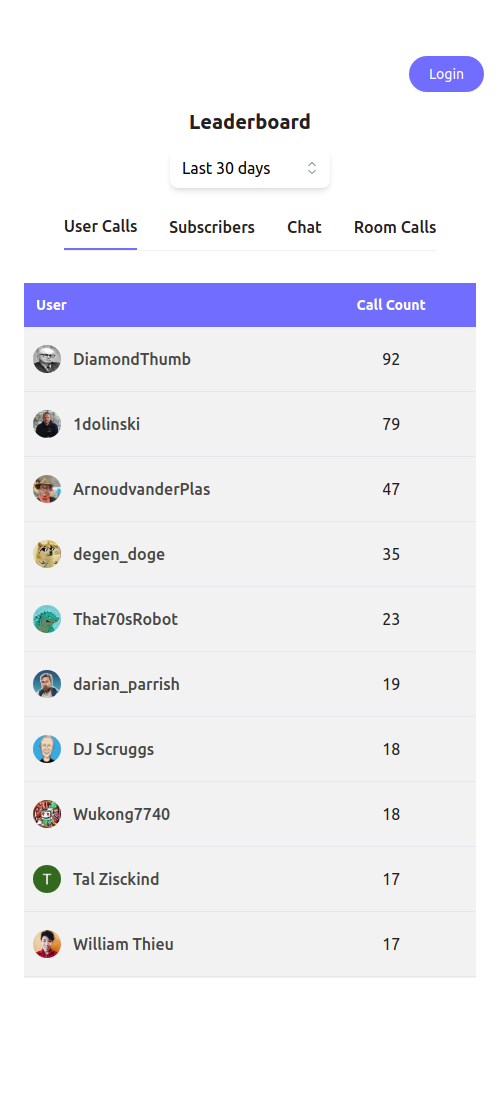 Login
Leaderboard
Last 30 days
User Calls Subscribers Chat Room Calls
User Call Count
DiamondThumb 92
1dolinski 79
ArnoudvanderPlas 47
degen_doge 35
That70sRobot 23
darian_parrish 19
DJ Scruggs 18
Wukong7740 18
T Tal Zisckind 17
William Thieu 17